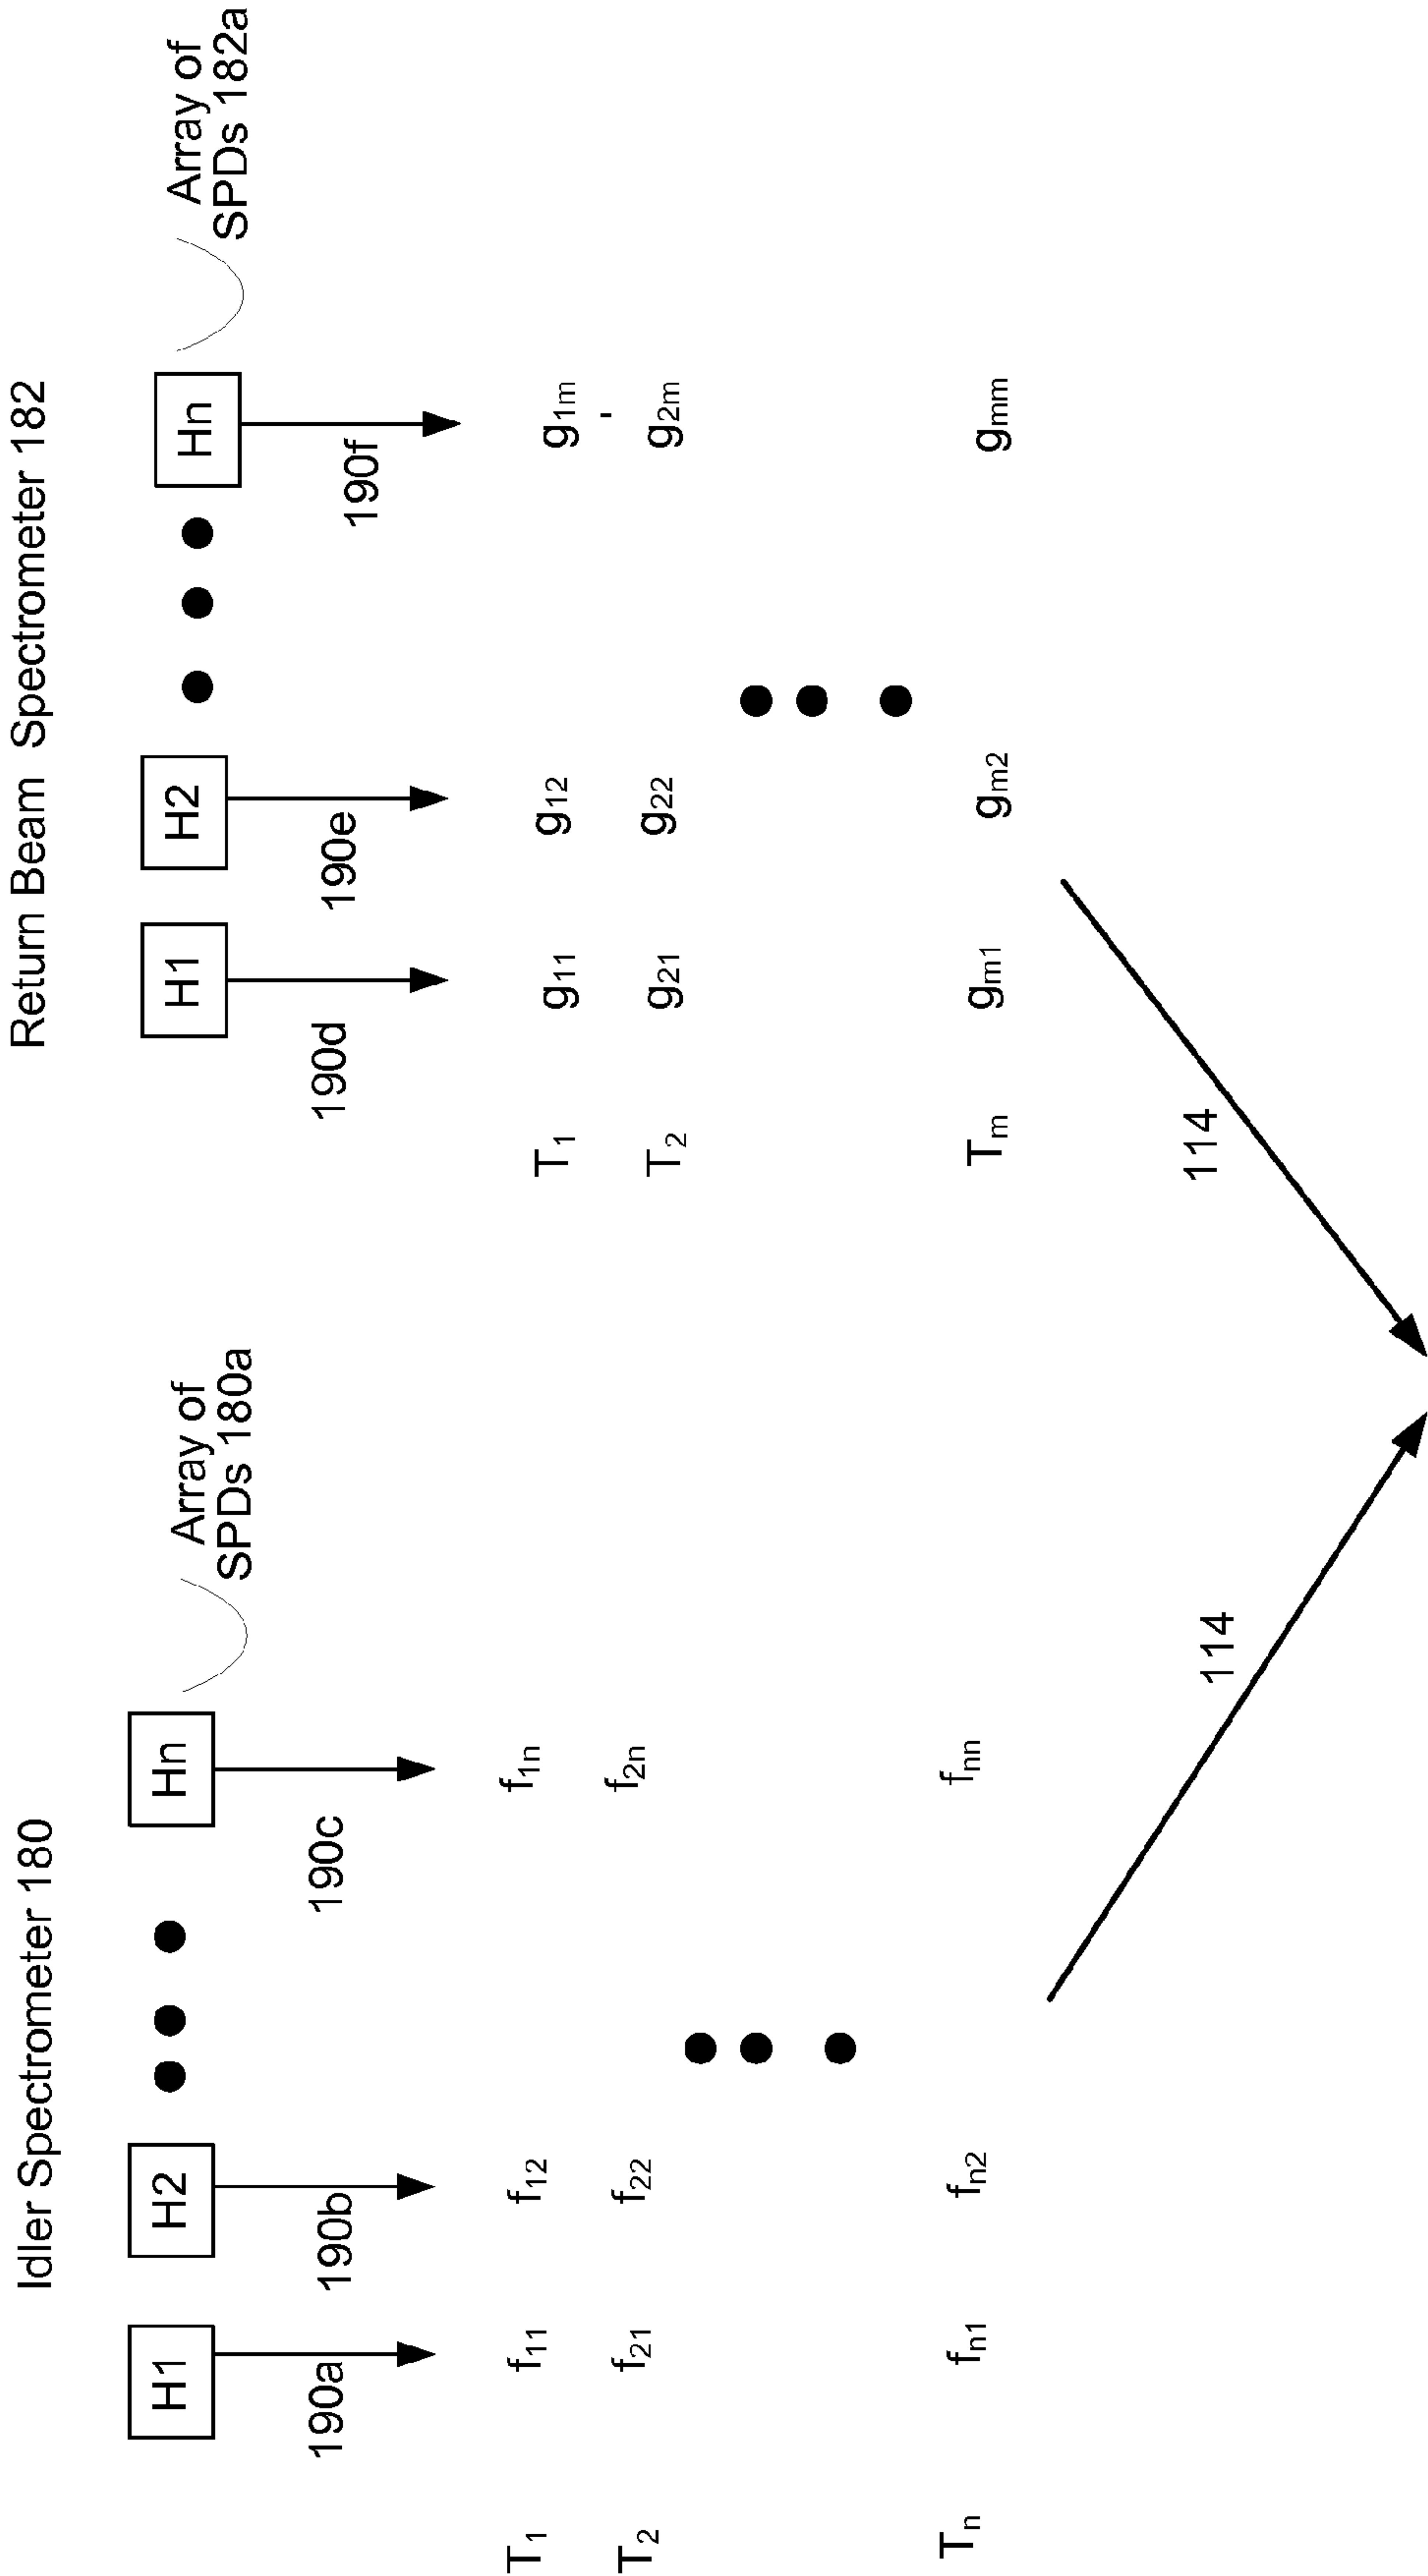 Idler Spectrometer 180
Return Beam Spectrometer 182
H1
H2
Hn
Array of
SPDs 180a
H1
H2
Hn
Array of
SPDs 182a
190a
190b
190c
190d
190e
190f
T1
f11
f12
f1n
T1
g11
g12
g1m
T2
f21
f22
f2n
T2
g21
g22
g2m
Tn
fn1
fn2
fnn
Tm
gm1
gm2
gmm
114
114